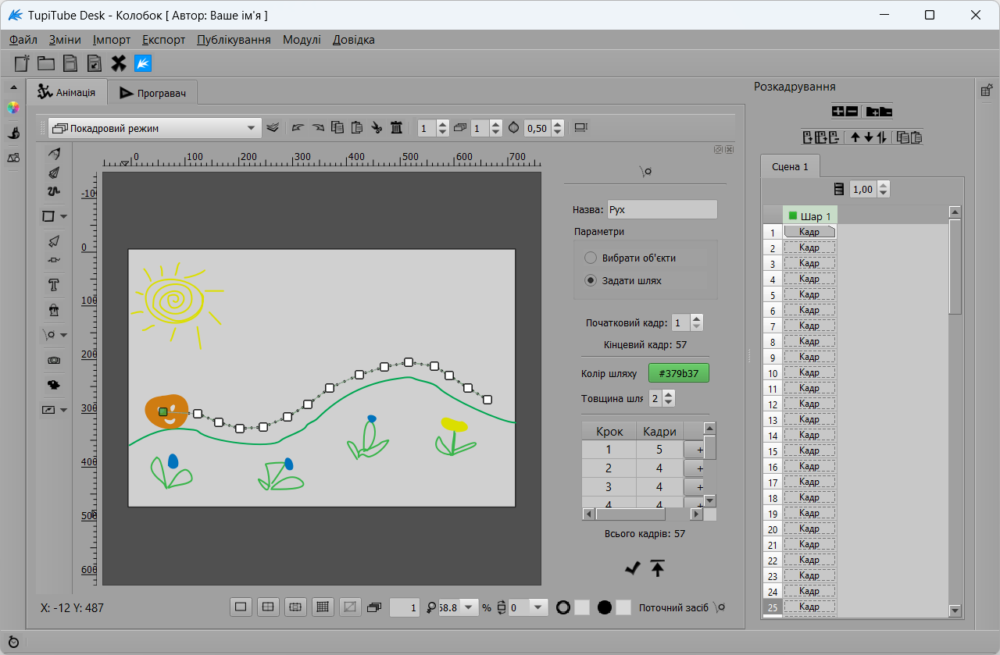 TupiTube Desk - Колобок [ Автор: Ваше ім'я ]
Файл Зміни Імпорт Експорт Публікування Модулі Довідка
Анімація Програвач
Покадровий режим 1 1 0,50
0 100 200 300 400 500 600 700
-100
0
100
200
300
400
500
600
Назва: Рух
Параметри
Вибрати об'єкти
Задати шлях
Початковий кадр: 1
Кінцевий кадр: 57
Колір шляху #379b37
Товщина шля 2
Крок Кадри
1 5 +
2 4 +
3 4 +
4 4 +
Всього кадрів: 57
X: -12 Y: 487
1 58.8 % 0 Поточний засіб
Розкадрування
Сцена 1
1,00
Шар 1
1 Кадр
2 Кадр
3 Кадр
4 Кадр
5 Кадр
6 Кадр
7 Кадр
8 Кадр
9 Кадр
10 Кадр
11 Кадр
12 Кадр
13 Кадр
14 Кадр
15 Кадр
16 Кадр
17 Кадр
18 Кадр
19 Кадр
20 Кадр
21 Кадр
22 Кадр
23 Кадр
24 Кадр
25 Кадр